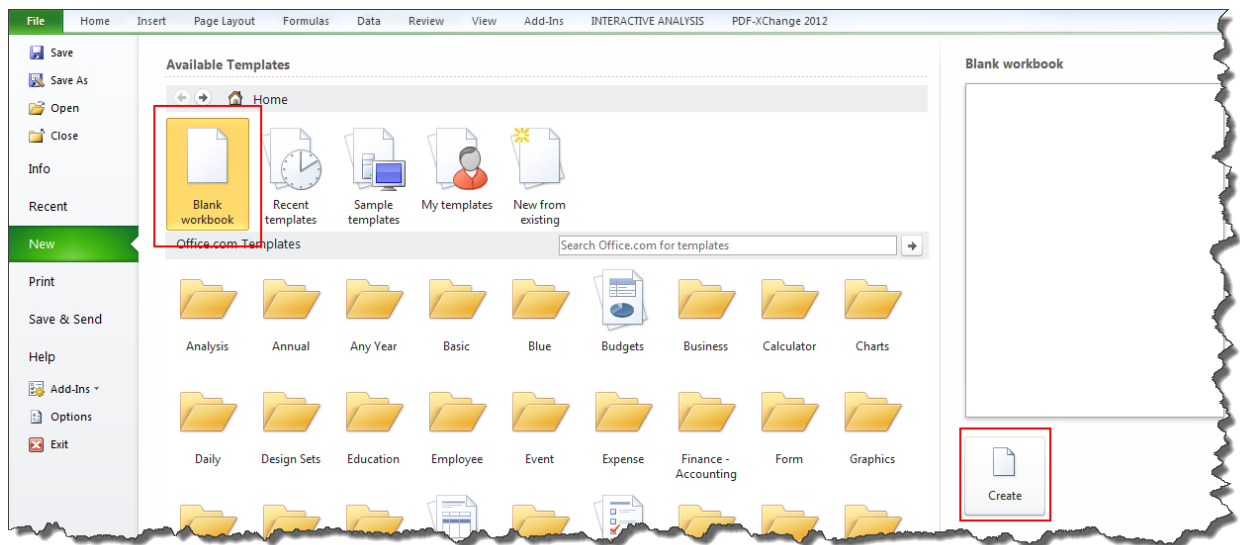 File Home Insert Page Layout Formulas Data Review View Add-Ins INTERACTIVE ANALYSIS PDF-XChange 2012
Save
Save As
Open
Close
Info
Recent
New
Print
Save & Send
Help
Add-Ins
Options
Exit
Available Templates
Home
Blank workbook
Recent templates
Sample templates
My templates
New from existing
Office.com Templates
Search Office.com for templates
Analysis Annual Any Year Basic Blue Budgets Business Calculator Charts
Daily Design Sets Education Employee Event Expense Finance - Accounting Form Graphics
Blank workbook
Create